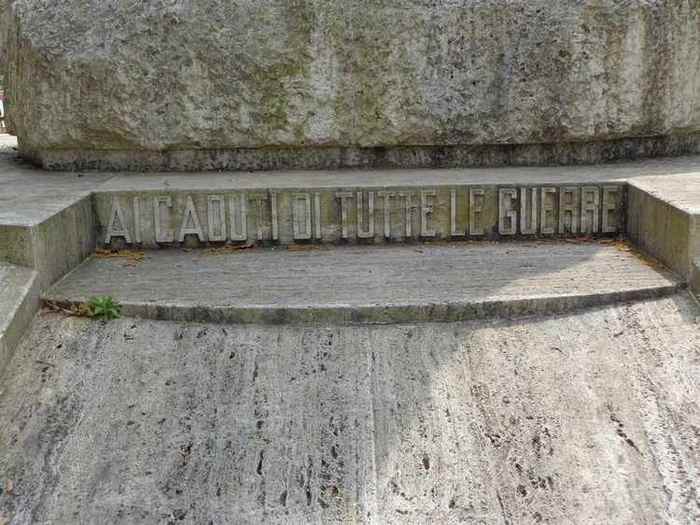 AI CADUTI DI TUTTE LE GUERRE